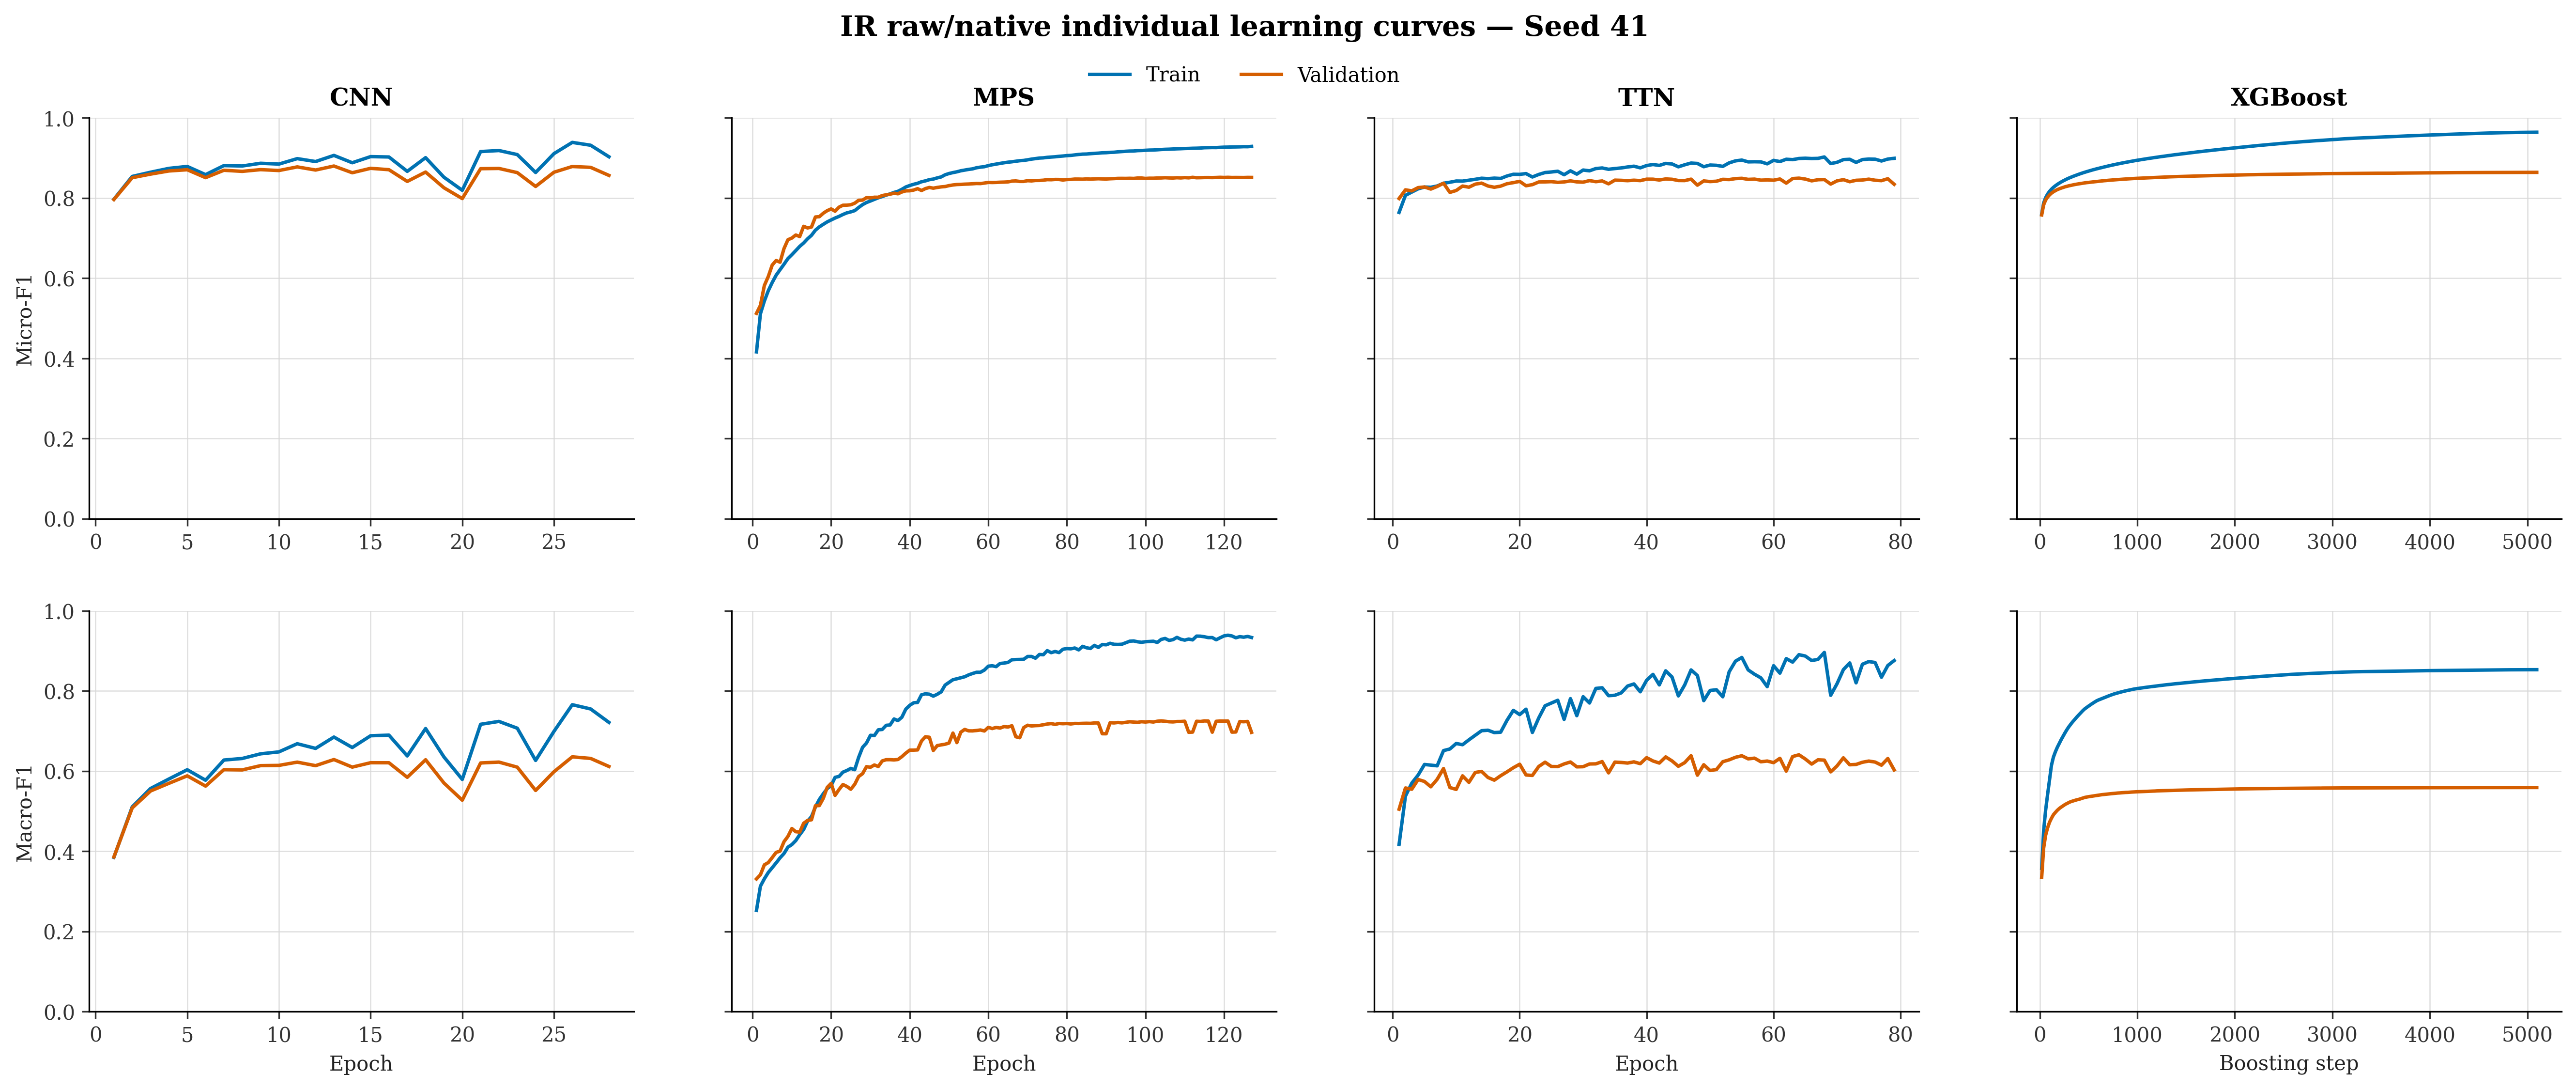 IR raw/native individual learning curves — Seed 41
Train Validation
CNN MPS TTN XGBoost
Micro-F1
1.0
0.8
0.6
0.4
0.2
0.0
0 5 10 15 20 25
0 20 40 60 80 100 120
0 20 40 60 80
0 1000 2000 3000 4000 5000
Macro-F1
1.0
0.8
0.6
0.4
0.2
0.0
0 5 10 15 20 25
0 20 40 60 80 100 120
0 20 40 60 80
0 1000 2000 3000 4000 5000
Epoch Epoch Epoch Boosting step